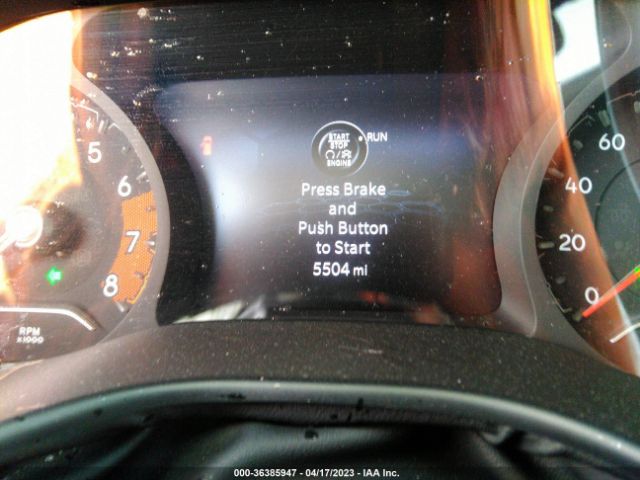 START
STOP
ENGINE
RUN
Press Brake
and
Push Button
to Start
5504 mi
5
6
7
8
RPM
x1000
60
40
20
0
000-36385947 - 04/17/2023 - IAA Inc.